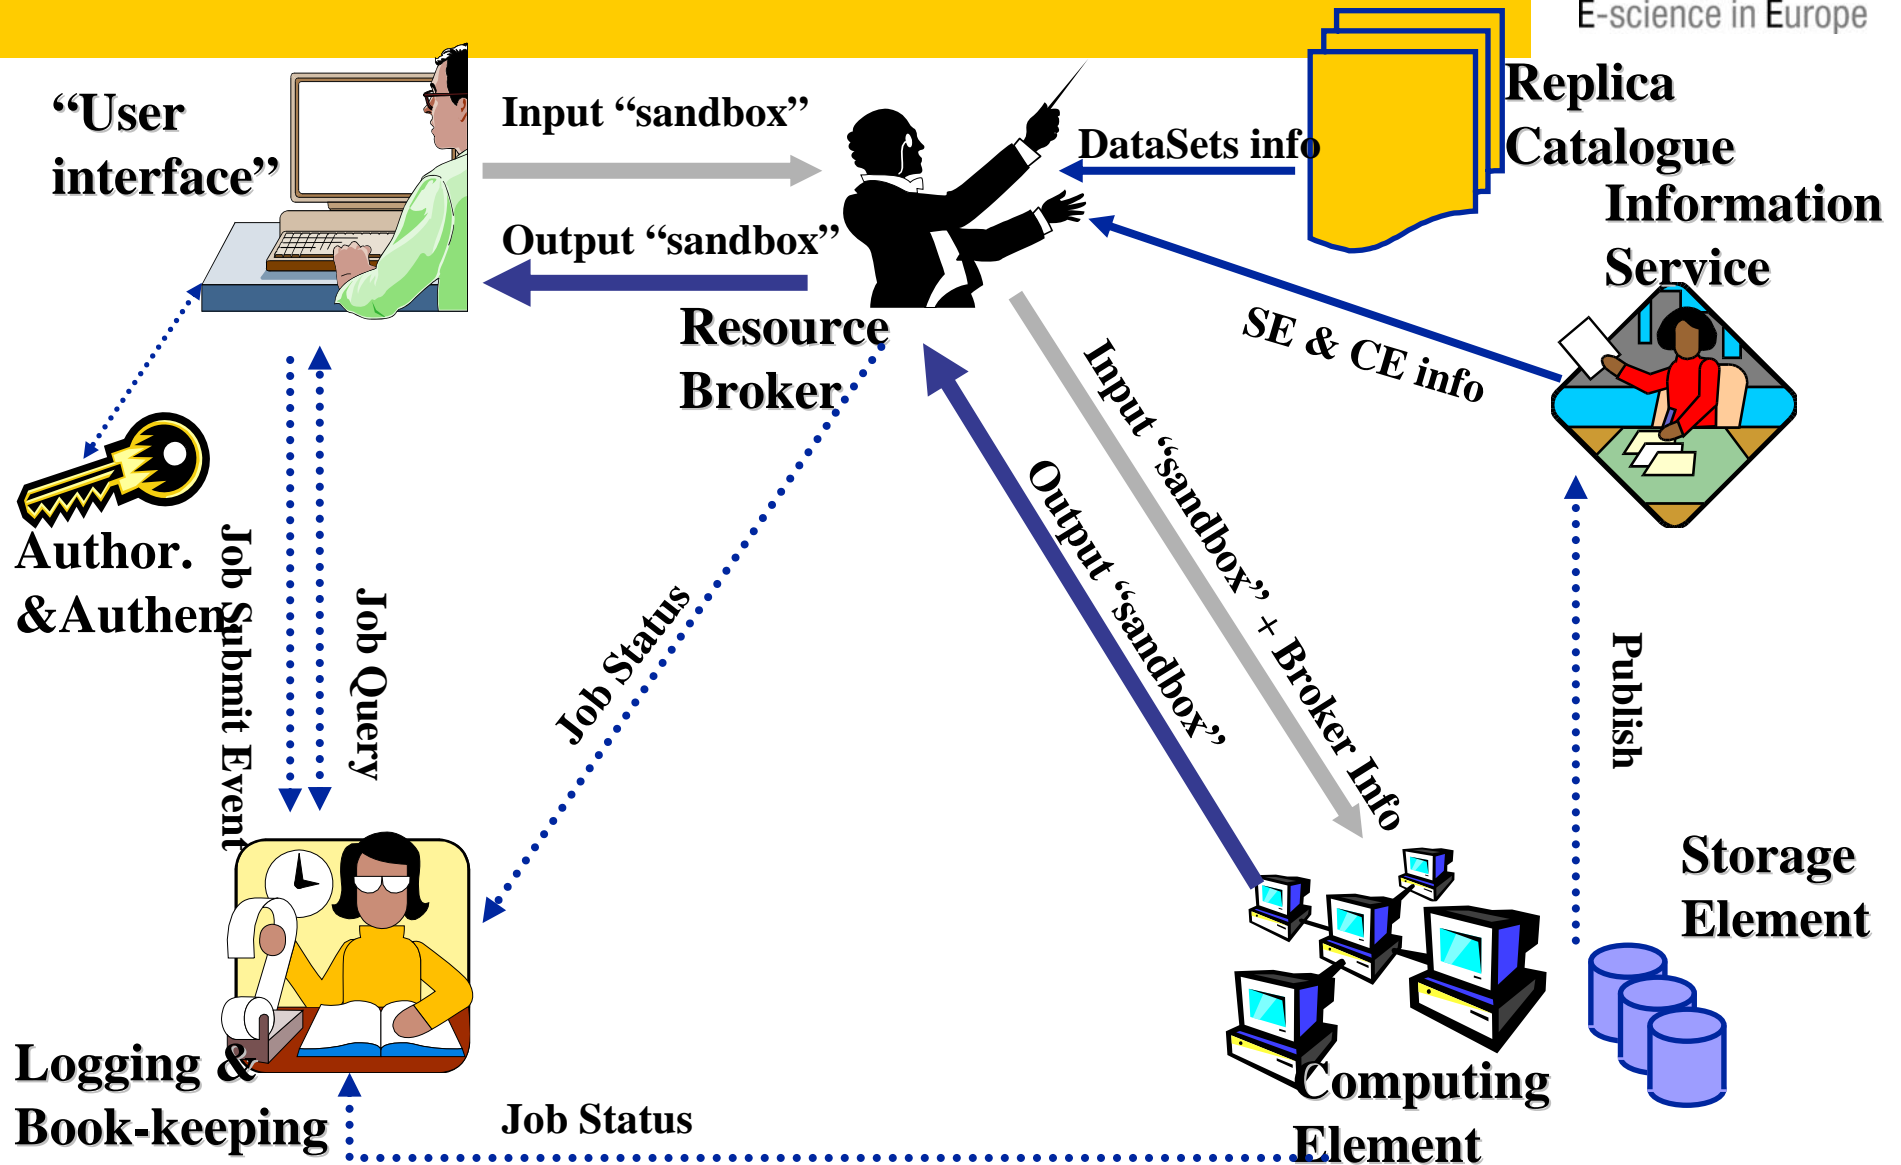 E-science in Europe
“User
interface”
Input “sandbox”
Output “sandbox”
DataSets info
Replica
Catalogue
Information
Service
Resource
Broker
SE & CE info
Input “sandbox” + Broker Info
Output “sandbox”
Author.
&Authen.
Job Submit Event
Job Query
Job Status
Publish
Storage
Element
Logging &
Book-keeping
Job Status
Computing
Element